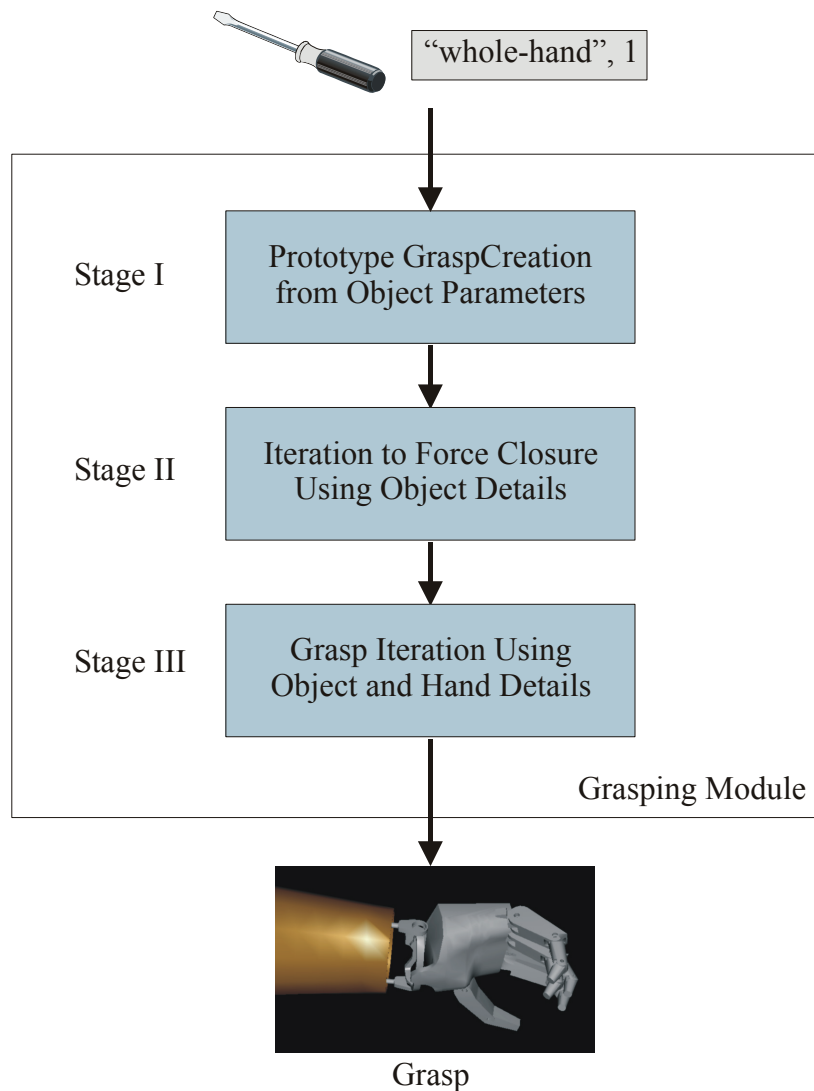 “whole-hand”, 1
Stage I
Prototype GraspCreation
from Object Parameters
Stage II
Iteration to Force Closure
Using Object Details
Stage III
Grasp Iteration Using
Object and Hand Details
Grasping Module
Grasp